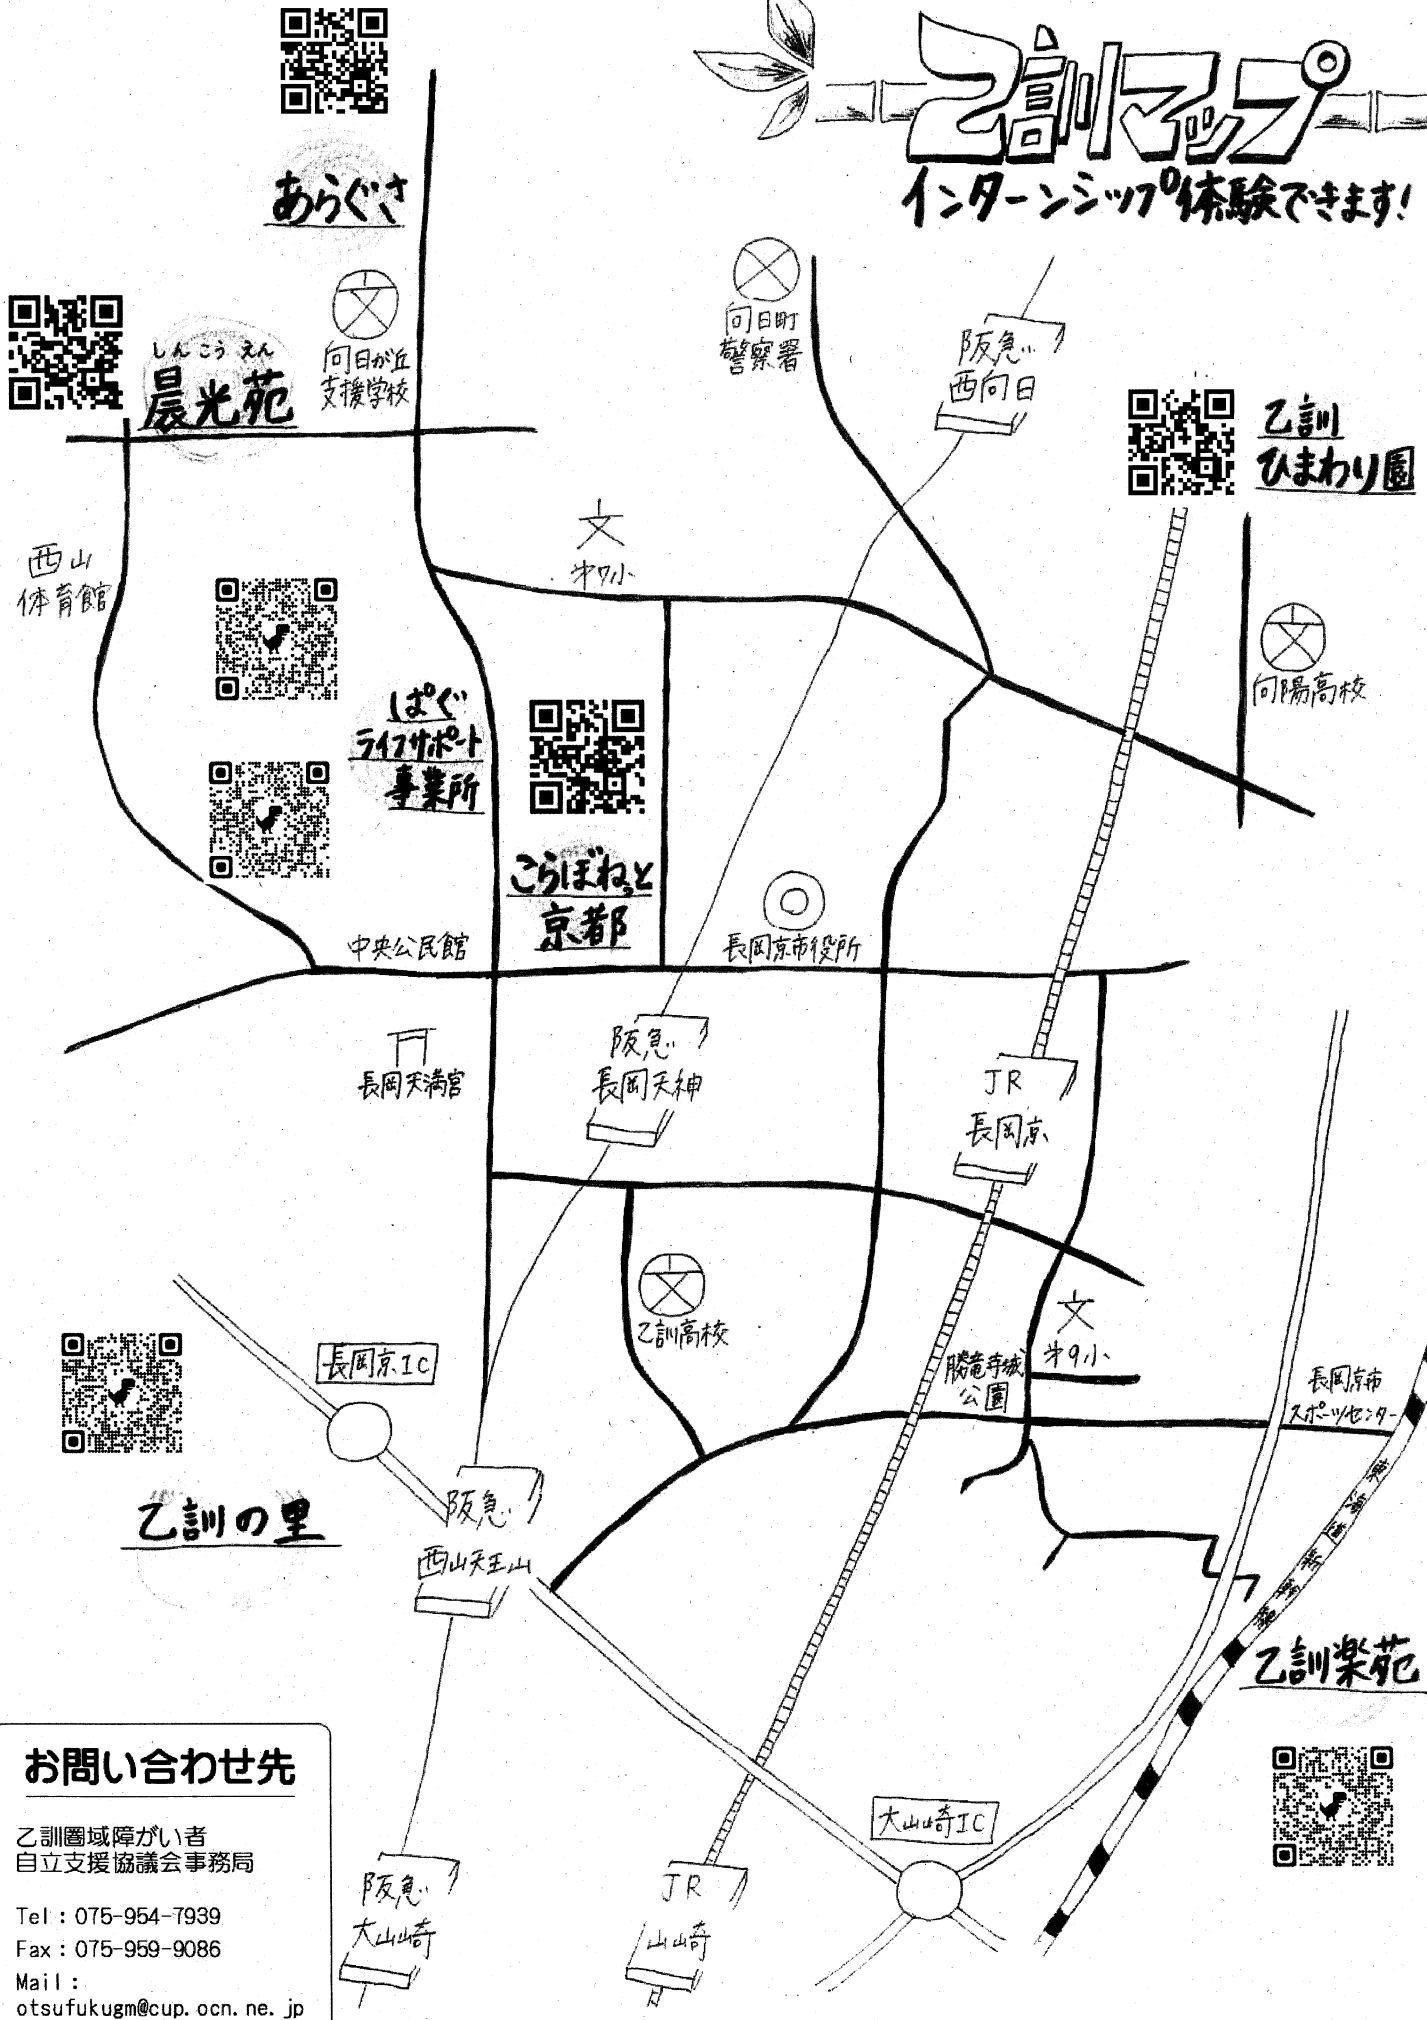 乙訓マップ
インターンシップ体験できます!
あらぐさ
向日が丘
支援学校
しんこうえん
晨光苑
向日町
警察署
阪急
西向日
乙訓
ひまわり園
西山
体育館
文
第7小
向陽高校
ぱぐ
ライフサポート
事業所
こらぼねっと
京都
中央公民館
長岡京市役所
長岡天満宮
阪急
長岡天神
JR
長岡京
文
乙訓高校
文
第9小
勝竜寺城
公園
長岡京市
スポーツセンター
長岡京IC
阪急
西山天王山
乙訓の里
東海道新幹線
乙訓楽苑
大山崎IC
阪急
大山崎
JR
山崎
お問い合わせ先
乙訓圏域障がい者
自立支援協議会事務局
Tel:075-954-7939
Fax:075-959-9086
Mail:
otsufukugm@cup.ocn.ne.jp